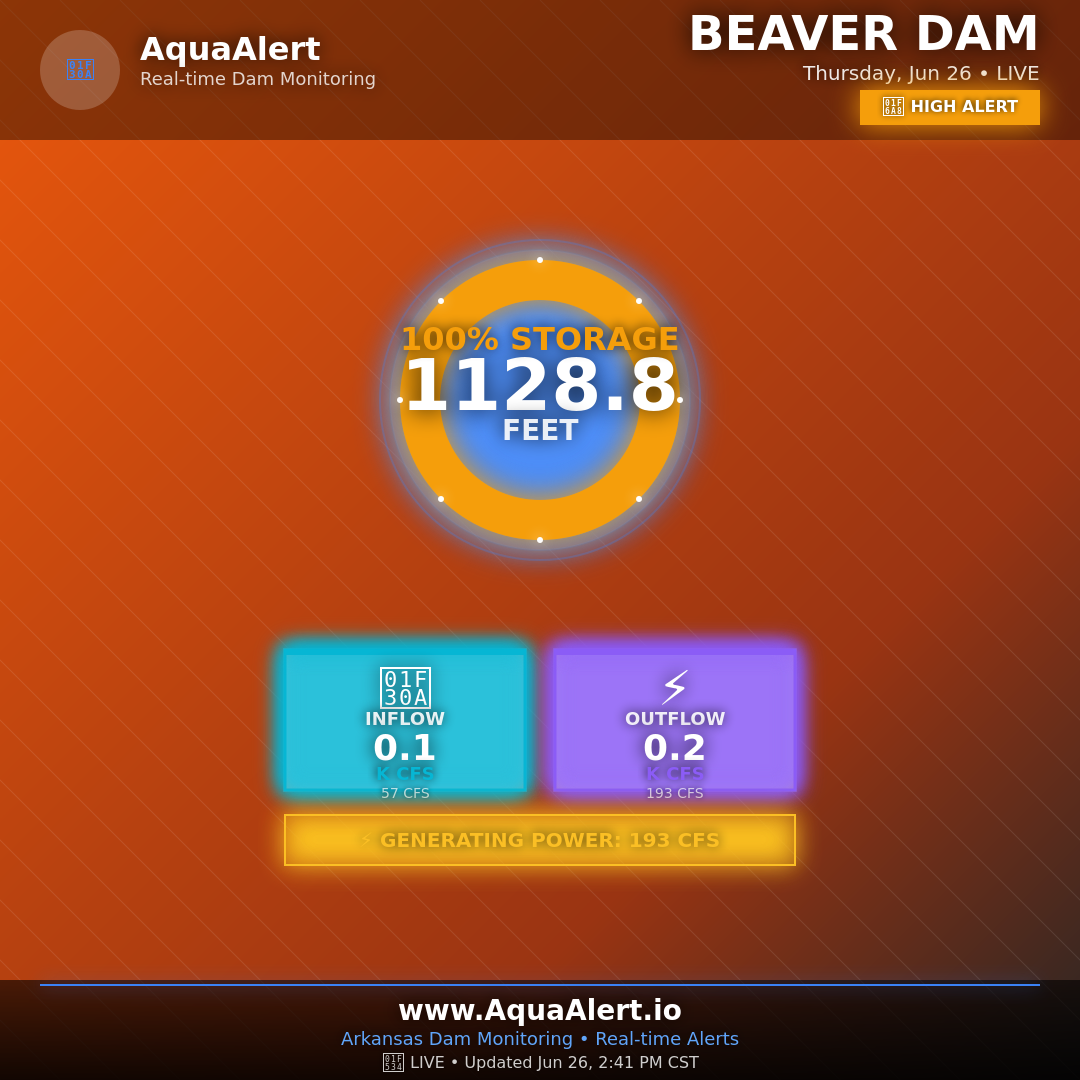 AquaAlert
Real-time Dam Monitoring
BEAVER DAM
Thursday, Jun 26 • LIVE
HIGH ALERT
100% STORAGE
1128.8
FEET
INFLOW
0.1
K CFS
57 CFS
⚡
OUTFLOW
0.2
K CFS
193 CFS
⚡ GENERATING POWER: 193 CFS
www.AquaAlert.io
Arkansas Dam Monitoring • Real-time Alerts
LIVE • Updated Jun 26, 2:41 PM CST